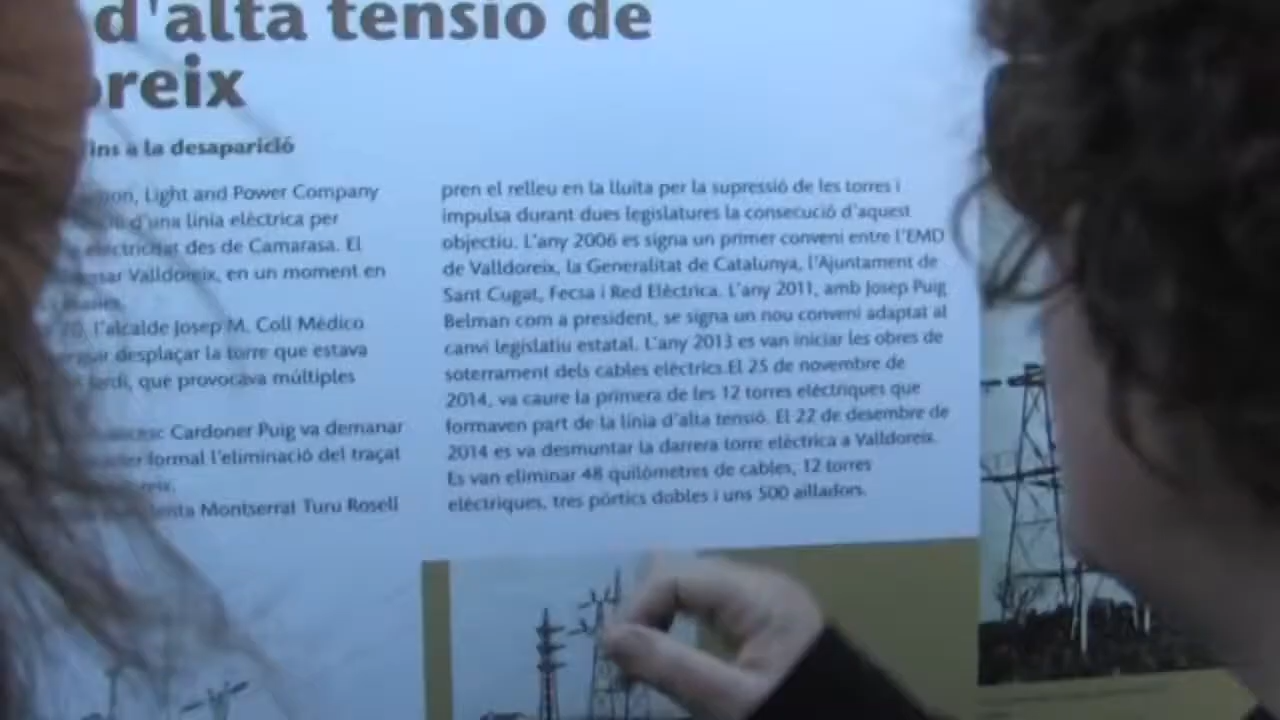 d'alta tensió de
reix
ins a la desaparició
Light and Power Company
d'una línia elèctrica per
electricitat des de Camarasa. El
Valldoreix, en un moment en
l'alcalde Josep M. Coll Médico
desplaçar la torre que estava
que provocava múltiples
Cardoner Puig va demanar
formal l'eliminació del traçat
Montserrat Turu Rosell
pren el relleu en la lluita per la supressió de les torres i
impulsa durant dues legislatures la consecució d'aquest
objectiu. L'any 2006 es signa un primer conveni entre l'EMD
de Valldoreix, la Generalitat de Catalunya, l'Ajuntament de
Sant Cugat, Fecsa i Red Eléctrica. L'any 2011, amb Josep Puig
Belman com a president, se signa un nou conveni adaptat al
canvi legislatiu estatal. L'any 2013 es van iniciar les obres de
soterrament dels cables elèctrics.El 25 de novembre de
2014, va caure la primera de les 12 torres elèctriques que
formaven part de la línia d'alta tensió. El 22 de desembre de
2014 es va desmuntar la darrera torre elèctrica a Valldoreix.
Es van eliminar 48 quilòmetres de cables, 12 torres
elèctriques, tres pòrtics dobles i uns 500 aïlladors.